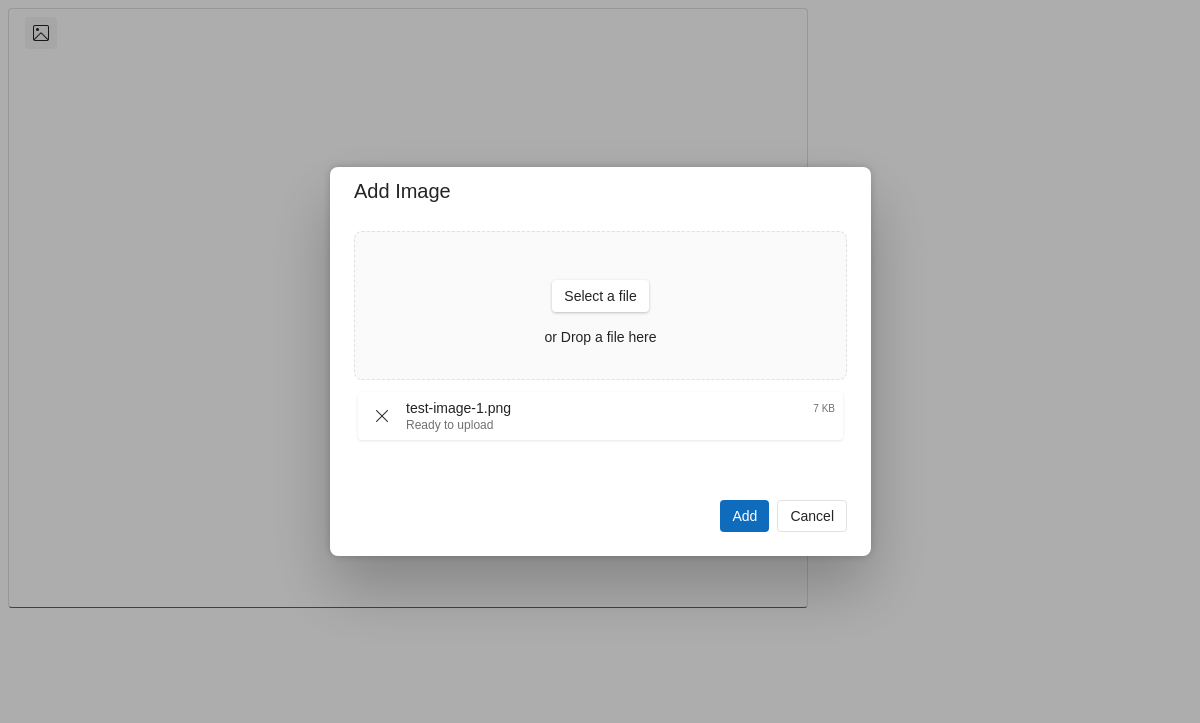 Add Image
Select a file
or Drop a file here
test-image-1.png
7 KB
Ready to upload
Add
Cancel